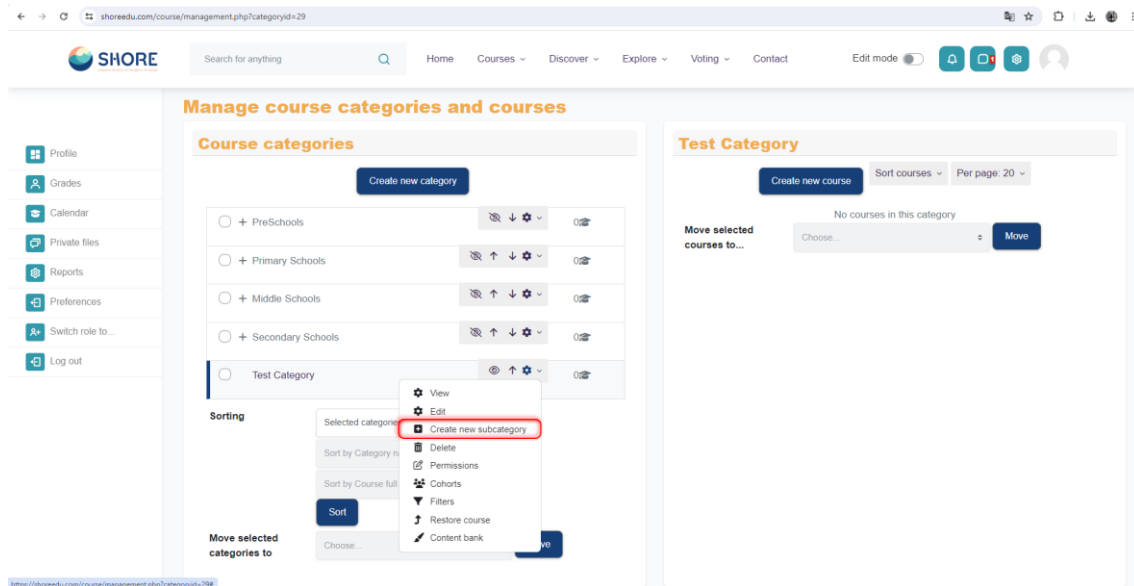 shoreedu.com/course/management.php?categoryid=29
SHORE
Search for anything
Home
Courses
Discover
Explore
Voting
Contact
Edit mode
Manage course categories and courses
Profile
Grades
Calendar
Private files
Reports
Preferences
Switch role to...
Log out
Course categories
Create new category
PreSchools
0
Primary Schools
0
Middle Schools
0
Secondary Schools
0
Test Category
0
View
Edit
Create new subcategory
Delete
Permissions
Cohorts
Filters
Restore course
Content bank
Sorting
Selected categorie
Sort by Category n
Sort by Course full
Sort
Move selected
categories to
Choose...
ve
Test Category
Create new course
Sort courses
Per page: 20
No courses in this category
Move selected
courses to...
Choose...
Move
https://shoreedu.com/course/management.php?categoryid=29#